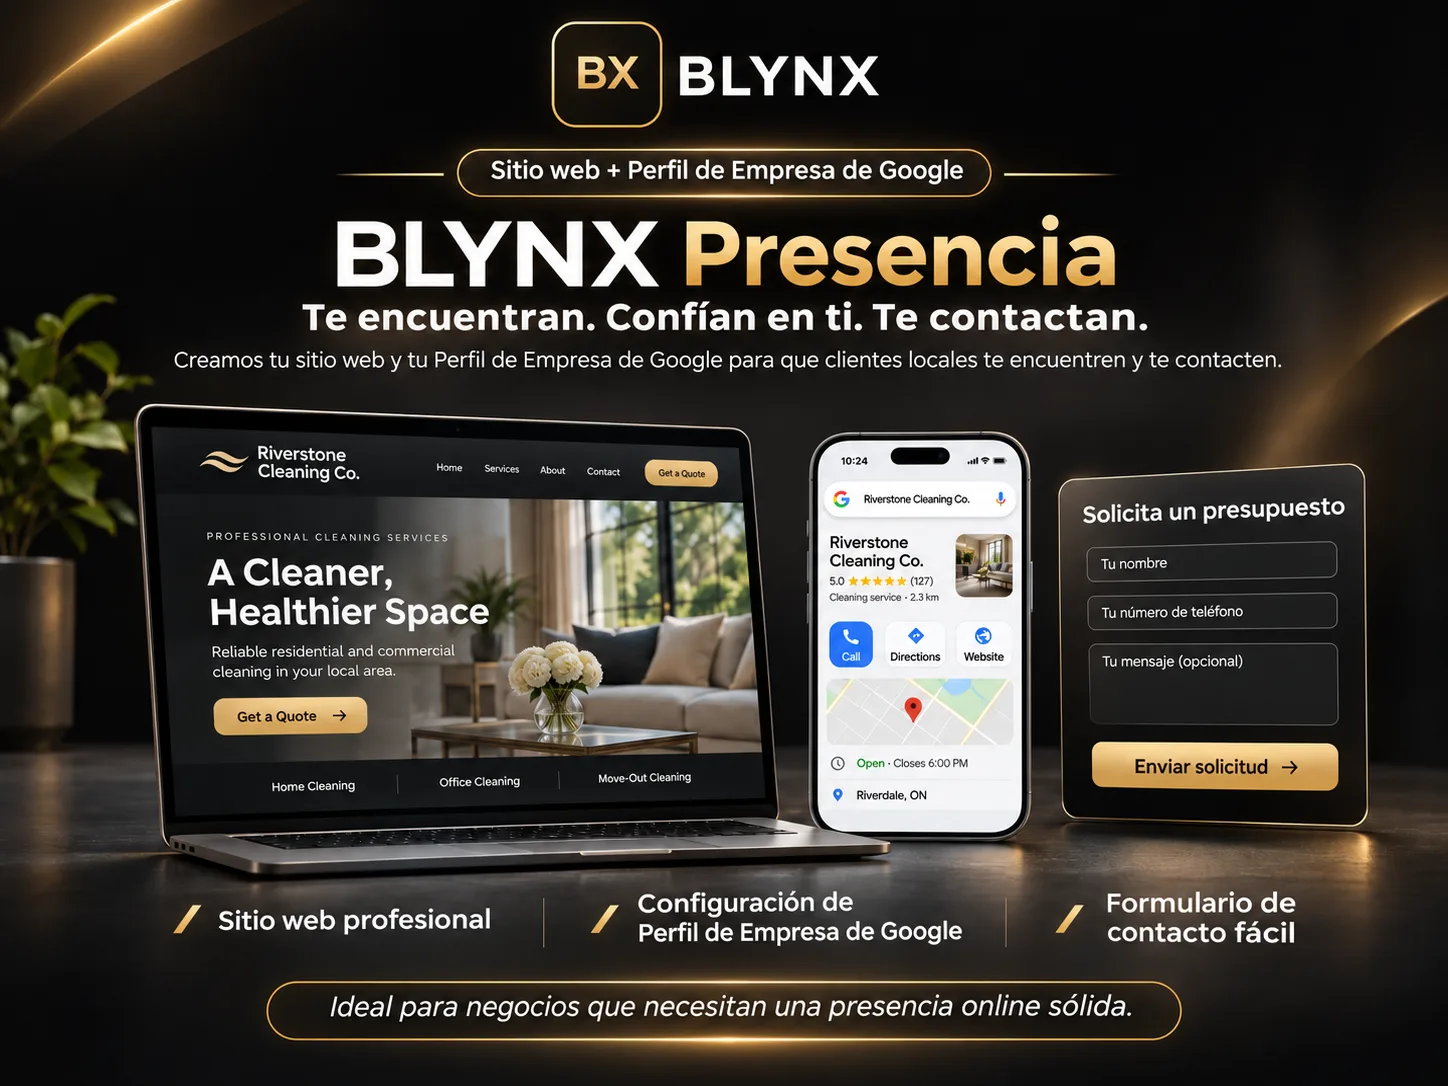 BX BLYNX
Sitio web + Perfil de Empresa de Google
BLYNX Presencia
Te encuentran. Confían en ti. Te contactan.
Creamos tu sitio web y tu Perfil de Empresa de Google para que clientes locales te encuentren y te contacten.
Riverstone
Cleaning Co.
Home Services About Contact Get a Quote
PROFESSIONAL CLEANING SERVICES
A Cleaner,
Healthier Space
Reliable residential and commercial
cleaning in your local area.
Get a Quote →
Home Cleaning Office Cleaning Move-Out Cleaning
10:24
G Riverstone Cleaning Co.
Riverstone
Cleaning Co.
5.0 ★★★★★ (127)
Cleaning service · 2.3 km
Call Directions Website
Open · Closes 6:00 PM
Riverdale, ON
Solicita un presupuesto
Tu nombre
Tu número de teléfono
Tu mensaje (opcional)
Enviar solicitud →
Sitio web profesional
Configuración de
Perfil de Empresa de Google
Formulario de
contacto fácil
Ideal para negocios que necesitan una presencia online sólida.